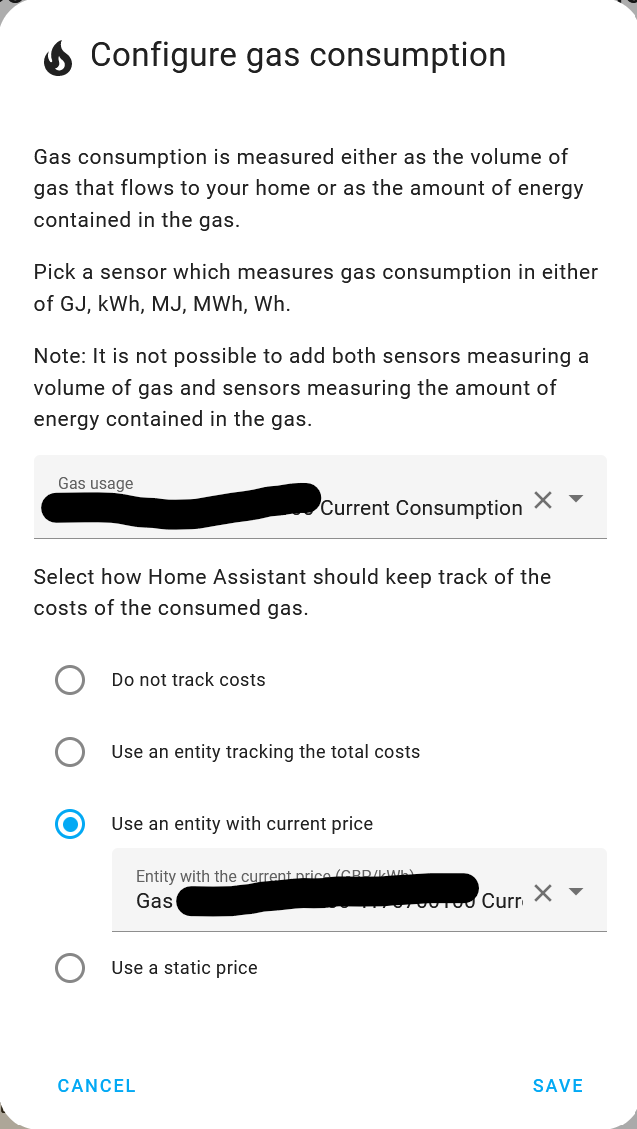 Configure gas consumption
Gas consumption is measured either as the volume of
gas that flows to your home or as the amount of energy
contained in the gas.
Pick a sensor which measures gas consumption in either
of GJ, kWh, MJ, MWh, Wh.
Note: It is not possible to add both sensors measuring a
volume of gas and sensors measuring the amount of
energy contained in the gas.
Gas usage
Current Consumption
Select how Home Assistant should keep track of the
costs of the consumed gas.
Do not track costs
Use an entity tracking the total costs
Use an entity with current price
Entity with the current price (GBP/kWh)
Gas Curr
Use a static price
CANCEL
SAVE